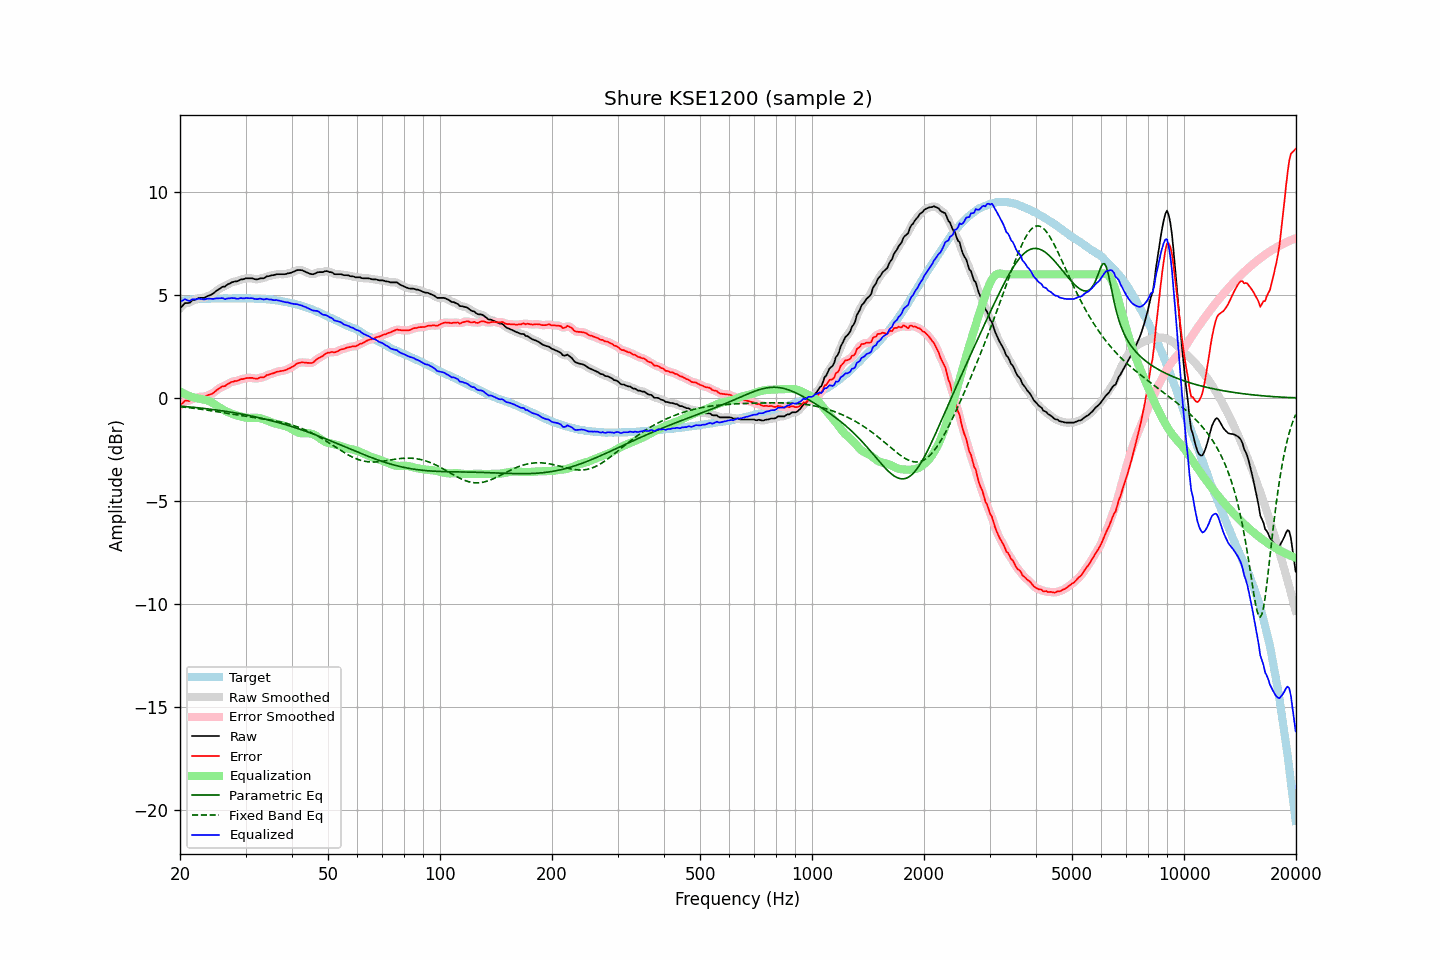 Shure KSE1200 (sample 2)
Amplitude (dBr)
10
5
0
−5
−10
−15
−20
Target
Raw Smoothed
Error Smoothed
Raw
Error
Equalization
Parametric Eq
Fixed Band Eq
Equalized
20 50 100 200 500 1000 2000 5000 10000 20000
Frequency (Hz)